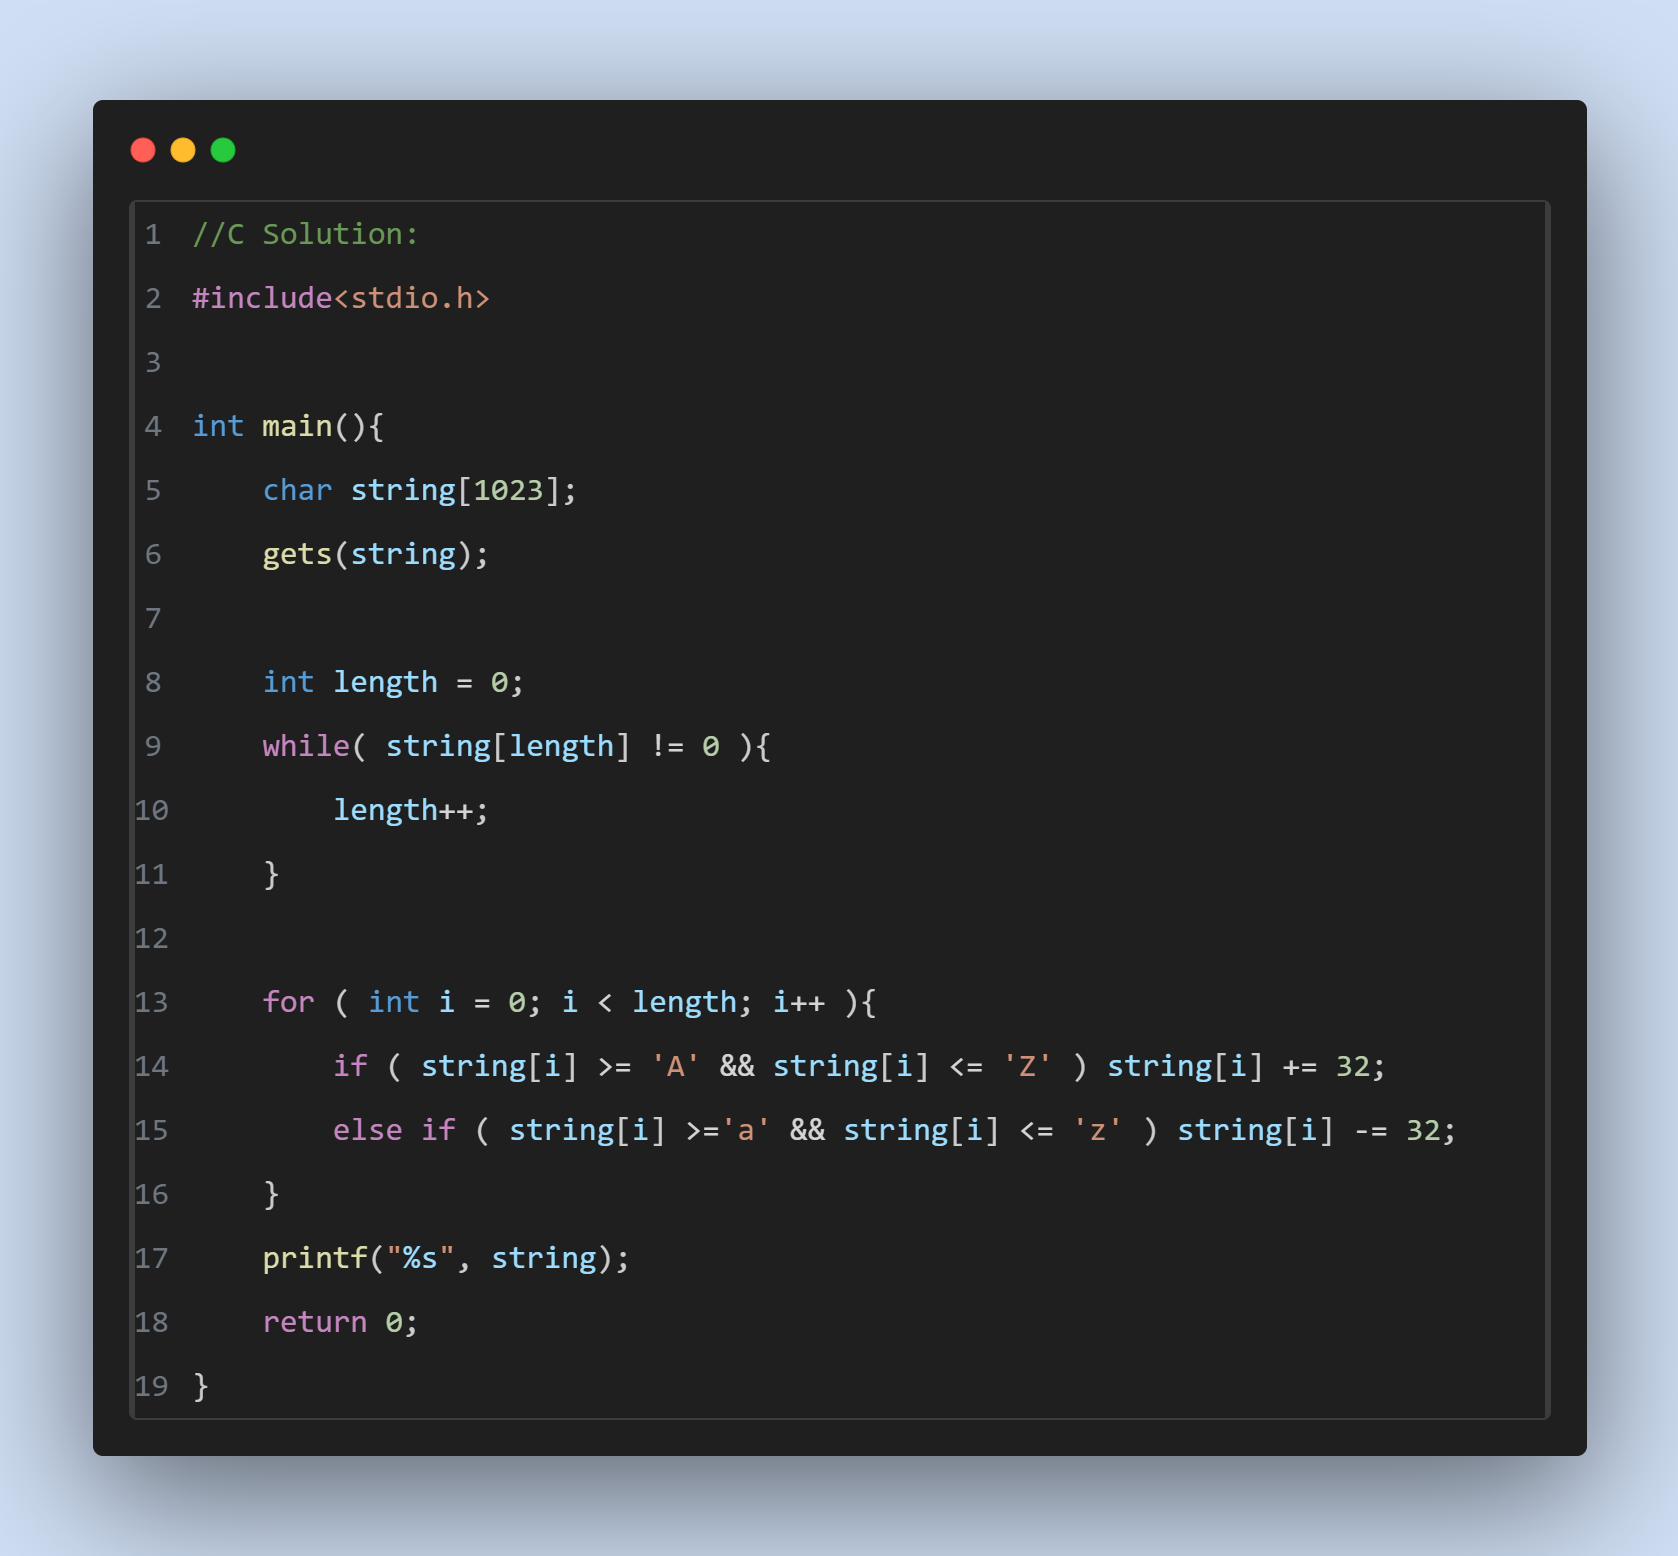 1 //C Solution:
2 #include<stdio.h>
3
4 int main(){
5     char string[1023];
6     gets(string);
7
8     int length = 0;
9     while( string[length] != 0 ){
10         length++;
11     }
12
13     for ( int i = 0; i < length; i++ ){
14         if ( string[i] >= 'A' && string[i] <= 'Z' ) string[i] += 32;
15         else if ( string[i] >='a' && string[i] <= 'z' ) string[i] -= 32;
16     }
17     printf("%s", string);
18     return 0;
19 }